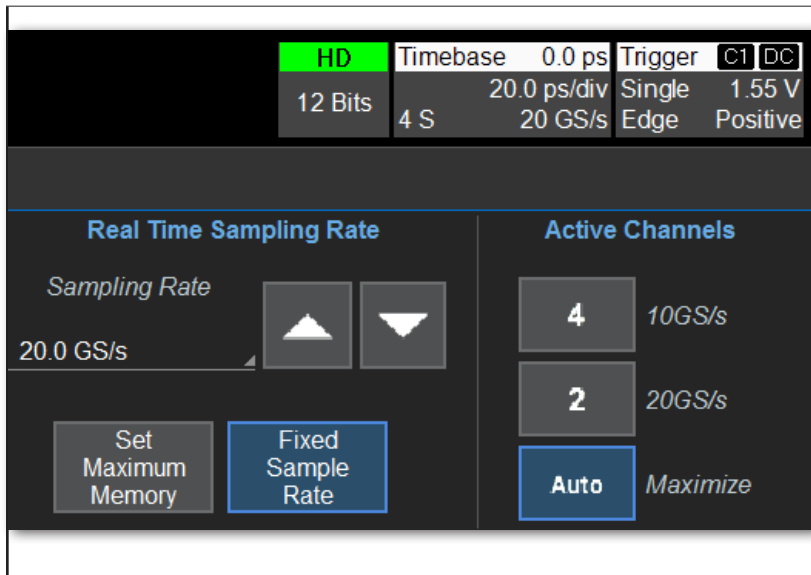 HD
12 Bits
Timebase 0.0 ps
20.0 ps/div
4 S 20 GS/s
Trigger C1 DC
Single 1.55 V
Edge Positive
Real Time Sampling Rate
Sampling Rate
20.0 GS/s
Set
Maximum
Memory
Fixed
Sample
Rate
Active Channels
4 10GS/s
2 20GS/s
Auto Maximize